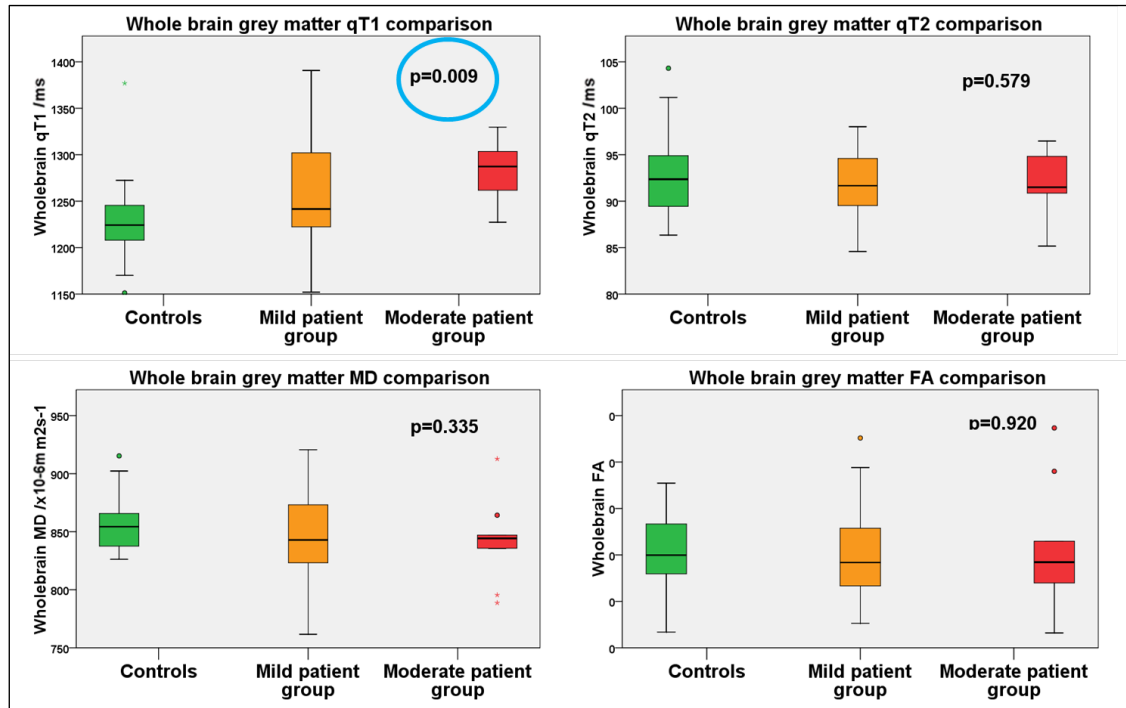 Whole brain grey matter qT1 comparison
Wholebrain qT1 /ms
1400
1350
1300
1250
1200
1150
p=0.009
Controls
Mild patient group
Moderate patient group
Whole brain grey matter qT2 comparison
Wholebrain qT2 /ms
105
100
95
90
85
80
p=0.579
Controls
Mild patient group
Moderate patient group
Whole brain grey matter MD comparison
Wholebrain MD /x10-6m m2s-1
950
900
850
800
750
p=0.335
Controls
Mild patient group
Moderate patient group
Whole brain grey matter FA comparison
Wholebrain FA
0
0
0
0
0
0
p=0.920
Controls
Mild patient group
Moderate patient group